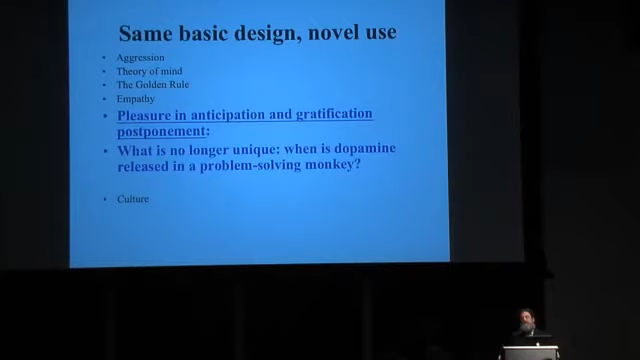 Same basic design, novel use
• Aggression
• Theory of mind
• The Golden Rule
• Empathy
• Pleasure in anticipation and gratification
postponement:
• What is no longer unique: when is dopamine
released in a problem-solving monkey?
• Culture